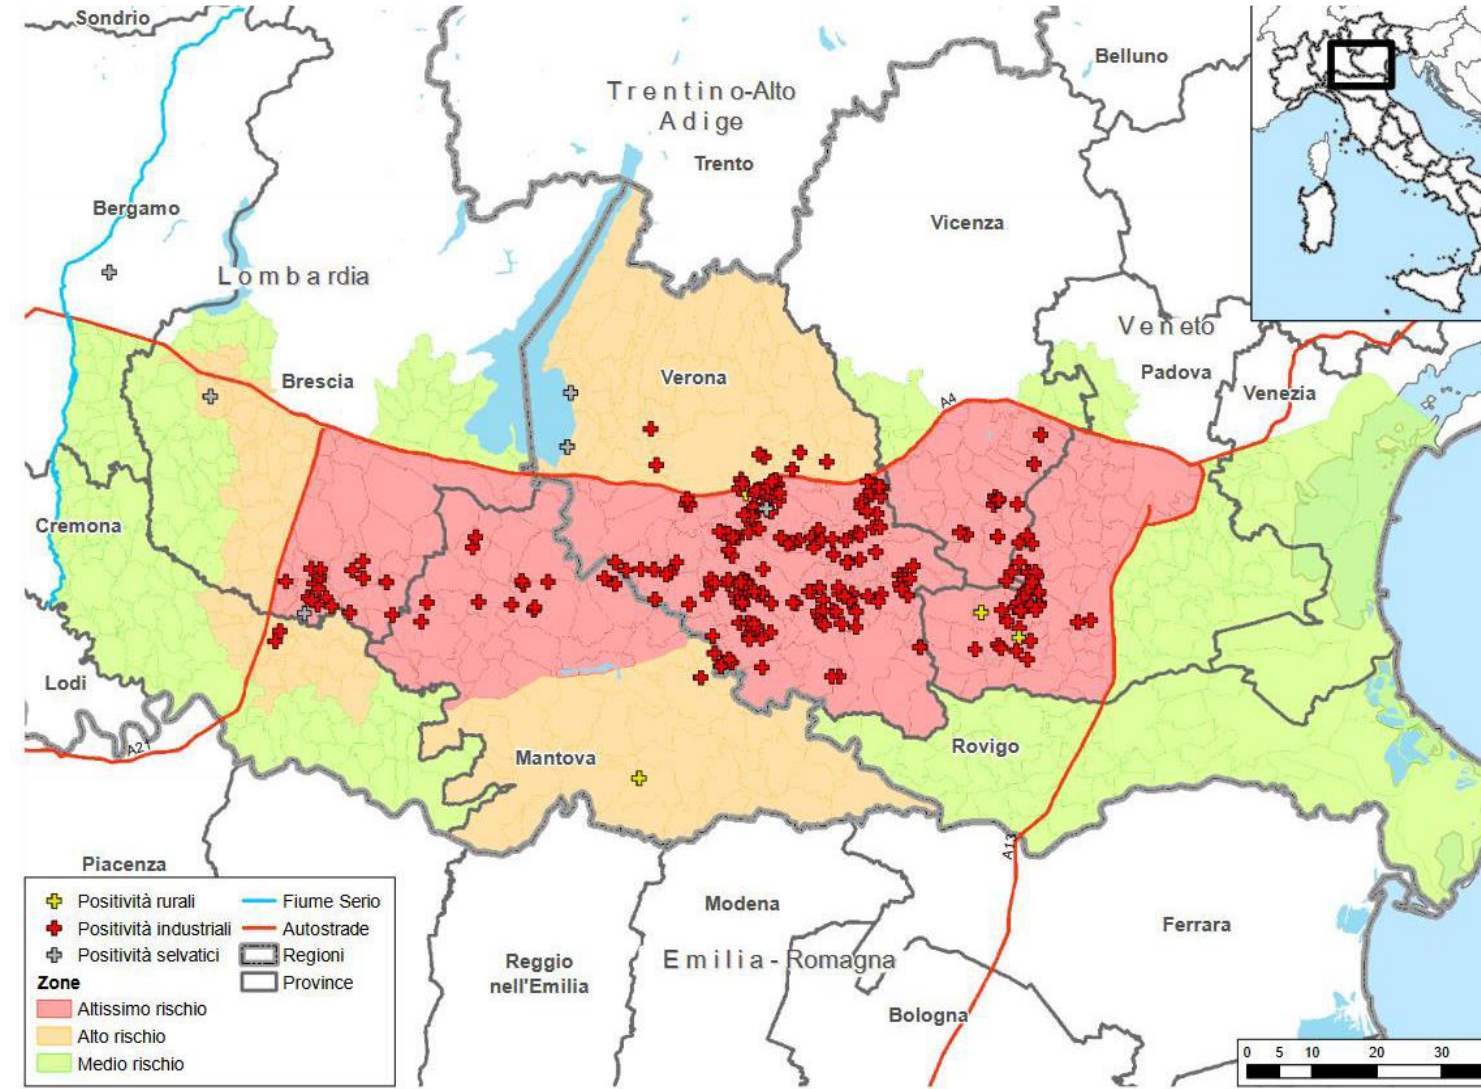 Sondrio
Belluno
Trentino-Alto
Adige
Trento
Bergamo
Vicenza
Lombardia
Veneto
Padova
Brescia
Verona
Venezia
A4
Cremona
Lodi
A21
Mantova
Rovigo
A13
Piacenza
Modena
Ferrara
Reggio
nell'Emilia
Emilia - Romagna
Bologna
Positività rurali
Fiume Serio
Positività industriali
Autostrade
Positività selvatici
Regioni
Zone
Province
Altissimo rischio
Alto rischio
Medio rischio
0 5 10 20 30